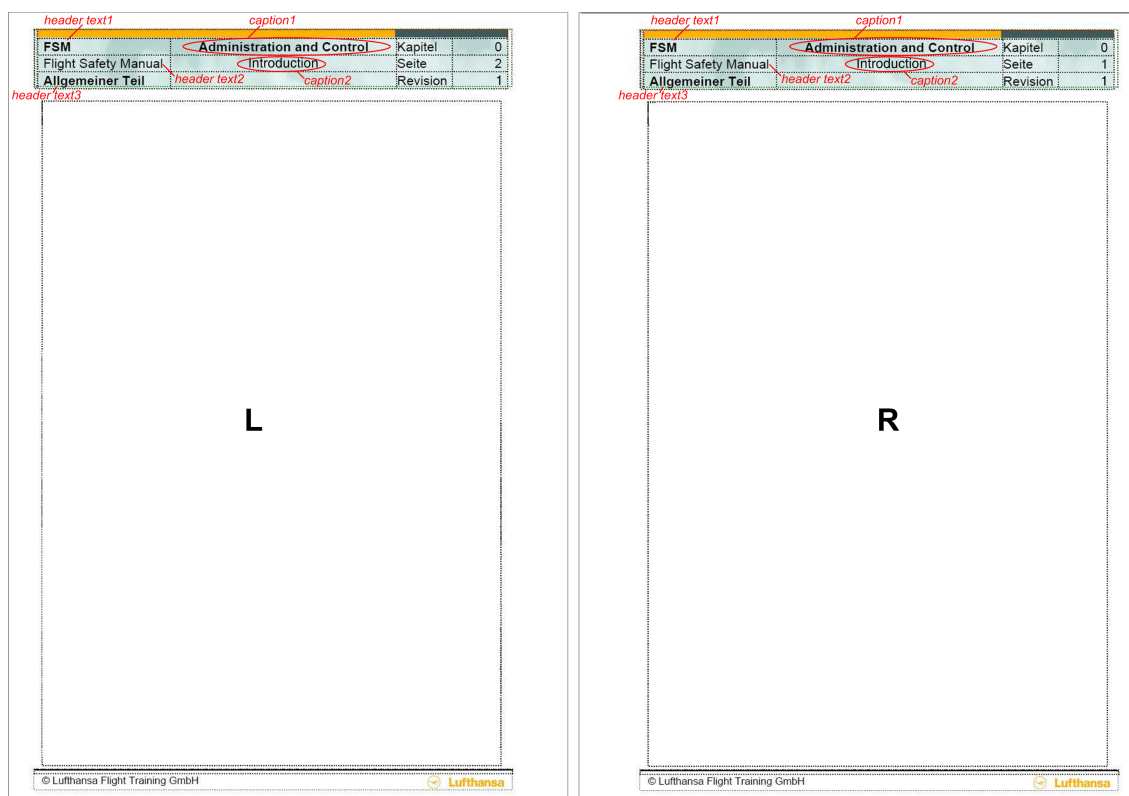 header text1 caption1
FSM Administration and Control Kapitel 0
Flight Safety Manual Introduction Seite 2
header text2
Allgemeiner Teil caption2 Revision 1
header text3
L
© Lufthansa Flight Training GmbH Lufthansa
header text1 caption1
FSM Administration and Control Kapitel 0
Flight Safety Manual Introduction Seite 1
header text2
Allgemeiner Teil caption2 Revision 1
header text3
R
© Lufthansa Flight Training GmbH Lufthansa